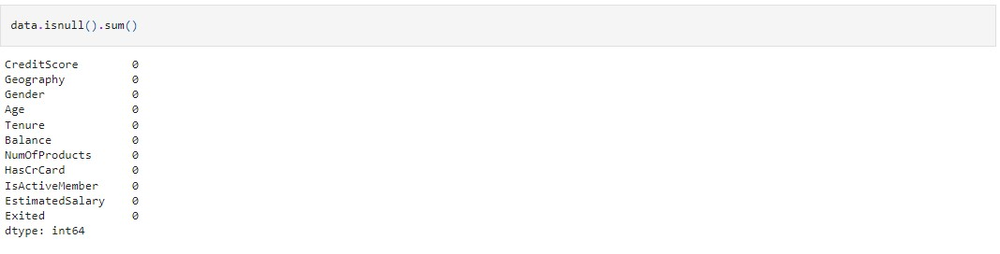 data.isnull().sum()
CreditScore 0
Geography 0
Gender 0
Age 0
Tenure 0
Balance 0
NumOfProducts 0
HasCrCard 0
IsActiveMember 0
EstimatedSalary 0
Exited 0
dtype: int64